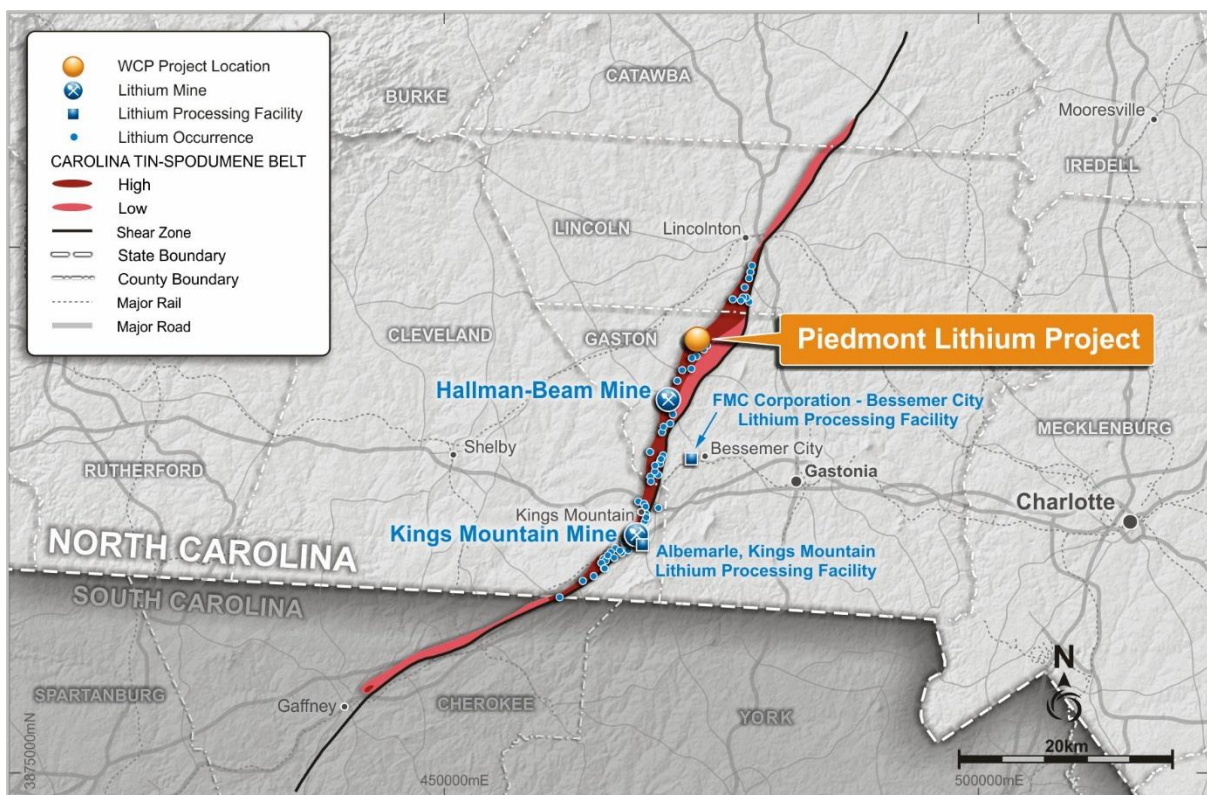 WCP Project Location
Lithium Mine
Lithium Processing Facility
Lithium Occurrence
CAROLINA TIN-SPODUMENE BELT
High
Low
Shear Zone
State Boundary
County Boundary
Major Rail
Major Road
CATAWBA
BURKE
Mooresville
IREDELL
LINCOLN
Lincolnton
CLEVELAND
GASTON
Piedmont Lithium Project
Hallman-Beam Mine
FMC Corporation - Bessemer City
Lithium Processing Facility
MECKLENBURG
Shelby
Bessemer City
RUTHERFORD
Gastonia
Charlotte
Kings Mountain
Kings Mountain Mine
NORTH CAROLINA
Albemarle, Kings Mountain
Lithium Processing Facility
SOUTH CAROLINA
SPARTANBURG
Gaffney
CHEROKEE
YORK
N
20km
3875000mN
450000mE
500000mE